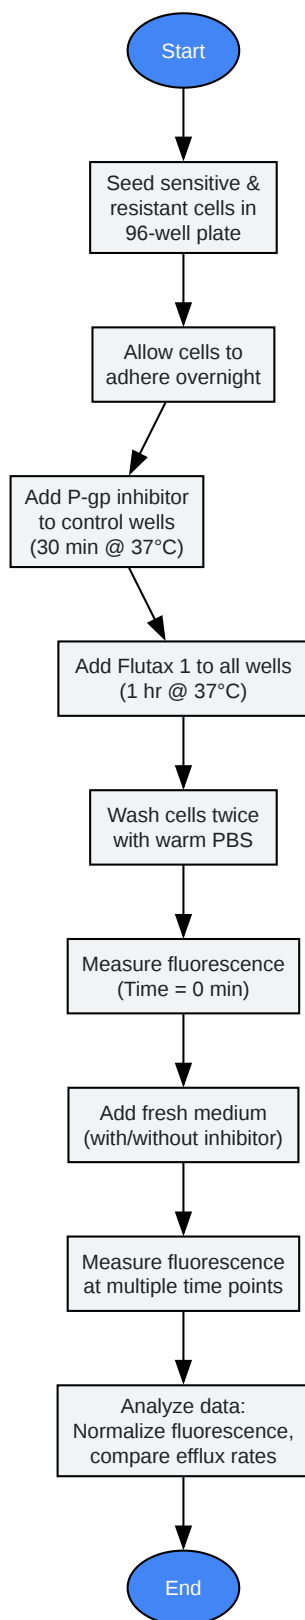 Start
Seed sensitive &
resistant cells in
96-well plate
Allow cells to
adhere overnight
Add P-gp inhibitor
to control wells
(30 min @ 37°C)
Add Flutax 1 to all wells
(1 hr @ 37°C)
Wash cells twice
with warm PBS
Measure fluorescence
(Time = 0 min)
Add fresh medium
(with/without inhibitor)
Measure fluorescence
at multiple time points
Analyze data:
Normalize fluorescence,
compare efflux rates
End